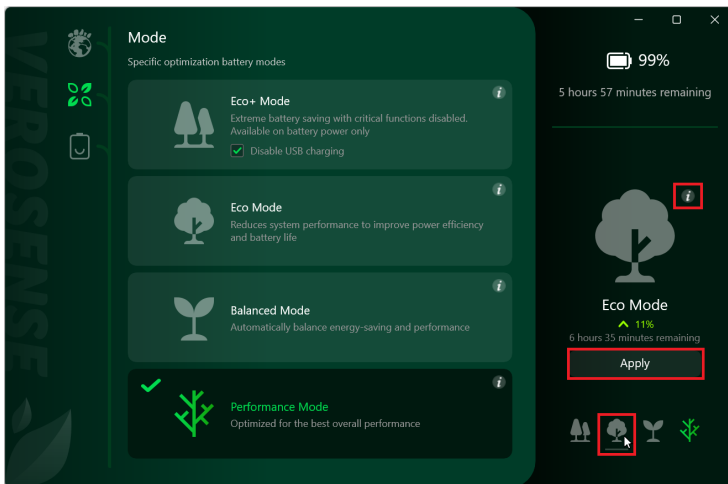 VEROSENSE
Mode
Specific optimization battery modes
Eco+ Mode
Extreme battery saving with critical functions disabled.
Available on battery power only
Disable USB charging
Eco Mode
Reduces system performance to improve power efficiency
and battery life
Balanced Mode
Automatically balance energy-saving and performance
Performance Mode
Optimized for the best overall performance
99%
5 hours 57 minutes remaining
Eco Mode
11%
6 hours 35 minutes remaining
Apply